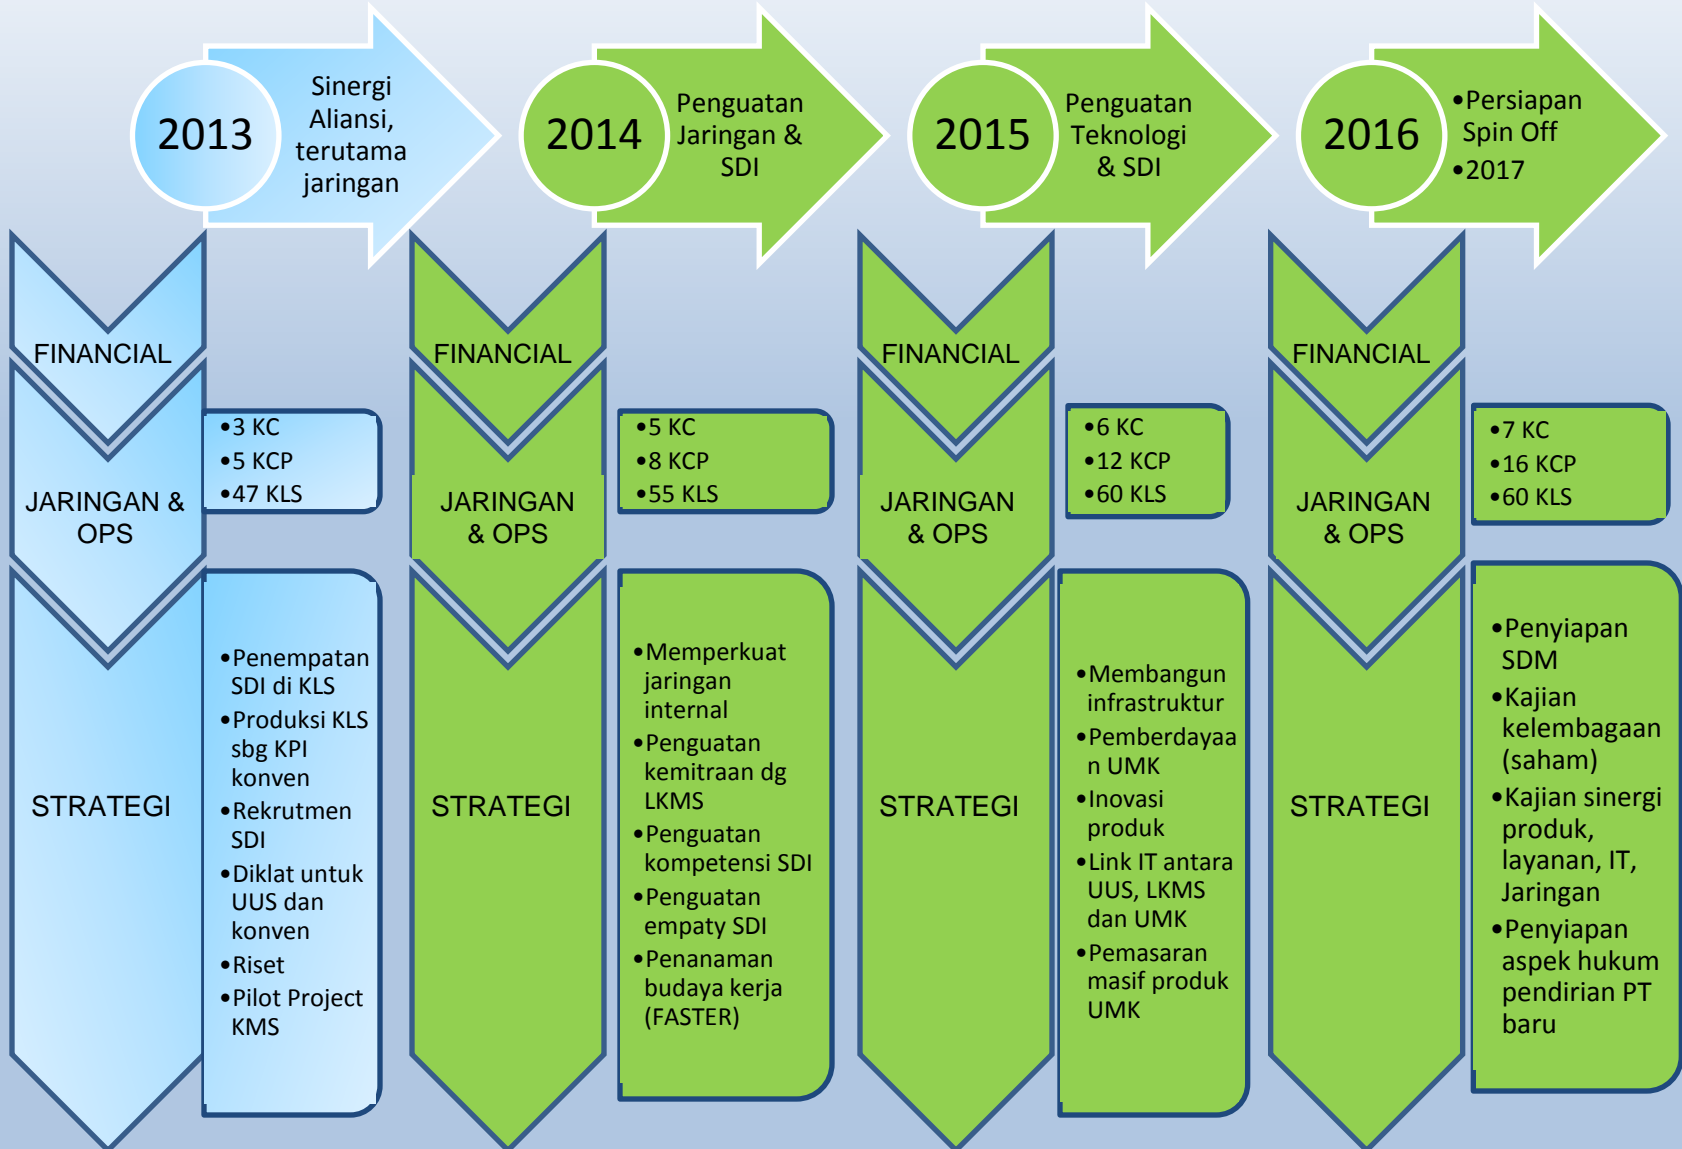 2013
Sinergi
Aliansi,
terutama
jaringan
2014
Penguatan
Jaringan &
SDI
2015
Penguatan
Teknologi
& SDI
2016
•Persiapan
Spin Off
•2017
FINANCIAL
JARINGAN &
OPS
•3 KC
•5 KCP
•47 KLS
STRATEGI
•Penempatan
SDI di KLS
•Produksi KLS
sbg KPI
konven
•Rekrutmen
SDI
•Diklat untuk
UUS dan
konven
•Riset
•Pilot Project
KMS
FINANCIAL
JARINGAN
& OPS
•5 KC
•8 KCP
•55 KLS
STRATEGI
•Memperkuat
jaringan
internal
•Penguatan
kemitraan dg
LKMS
•Penguatan
kompetensi SDI
•Penguatan
empaty SDI
•Penanaman
budaya kerja
(FASTER)
FINANCIAL
JARINGAN
& OPS
•6 KC
•12 KCP
•60 KLS
STRATEGI
•Membangun
infrastruktur
•Pemberdayaa
n UMK
•Inovasi
produk
•Link IT antara
UUS, LKMS
dan UMK
•Pemasaran
masif produk
UMK
FINANCIAL
JARINGAN
& OPS
•7 KC
•16 KCP
•60 KLS
STRATEGI
•Penyiapan
SDM
•Kajian
kelembagaan
(saham)
•Kajian sinergi
produk,
layanan, IT,
Jaringan
•Penyiapan
aspek hukum
pendirian PT
baru